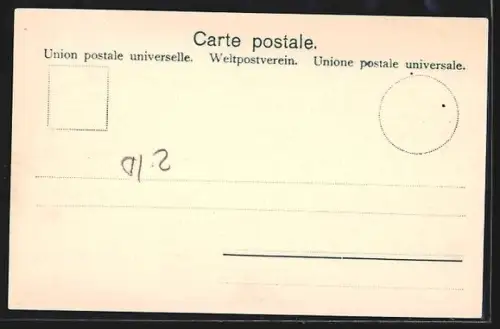 Carte postale.
Union postale universelle. Weltpostverein. Unione postale universale.